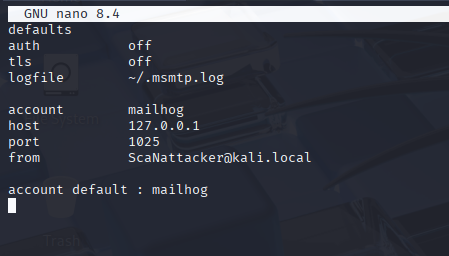 GNU nano 8.4
defaults
auth off
tls off
logfile ~/.msmtp.log
account mailhog
host 127.0.0.1
port 1025
from ScaNattacker@kali.local
account default : mailhog
Trash